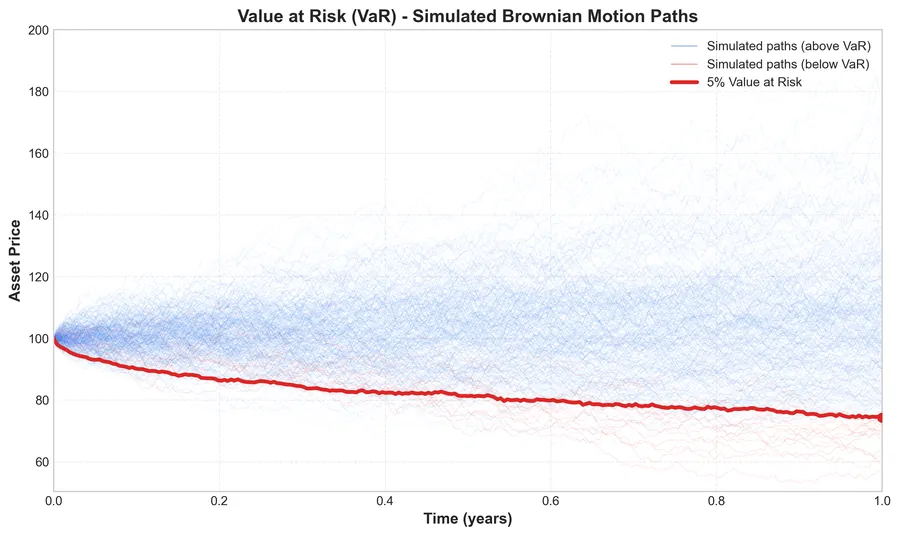 Value at Risk (VaR) - Simulated Brownian Motion Paths
Simulated paths (above VaR)
Simulated paths (below VaR)
5% Value at Risk
Asset Price
200
180
160
140
120
100
80
60
0.0 0.2 0.4 0.6 0.8 1.0
Time (years)